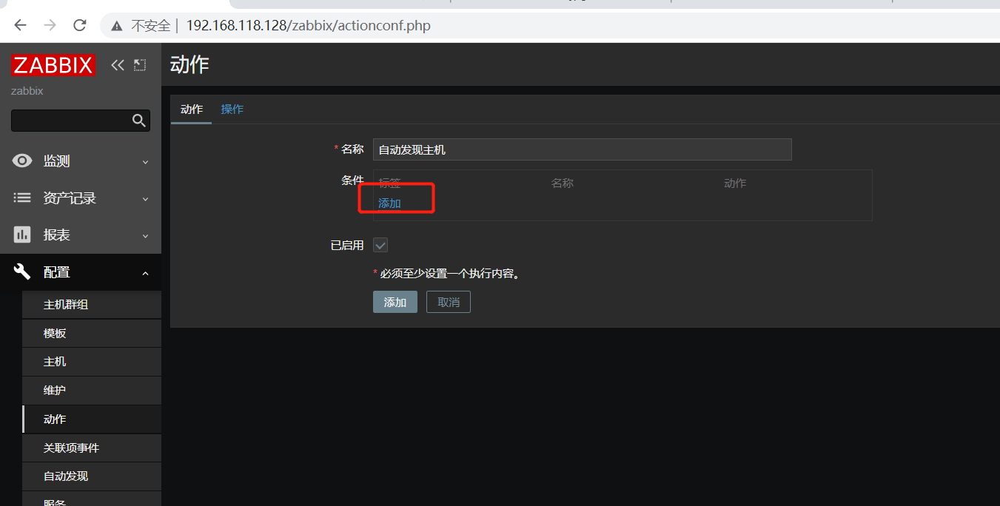 不安全 | 192.168.118.128/zabbix/actionconf.php
ZABBIX
zabbix
监测
资产记录
报表
配置
主机群组
模板
主机
维护
动作
关联项事件
自动发现
服务
动作
动作 操作
* 名称 自动发现主机
条件 标签 名称 动作
添加
已启用
* 必须至少设置一个执行内容。
添加 取消